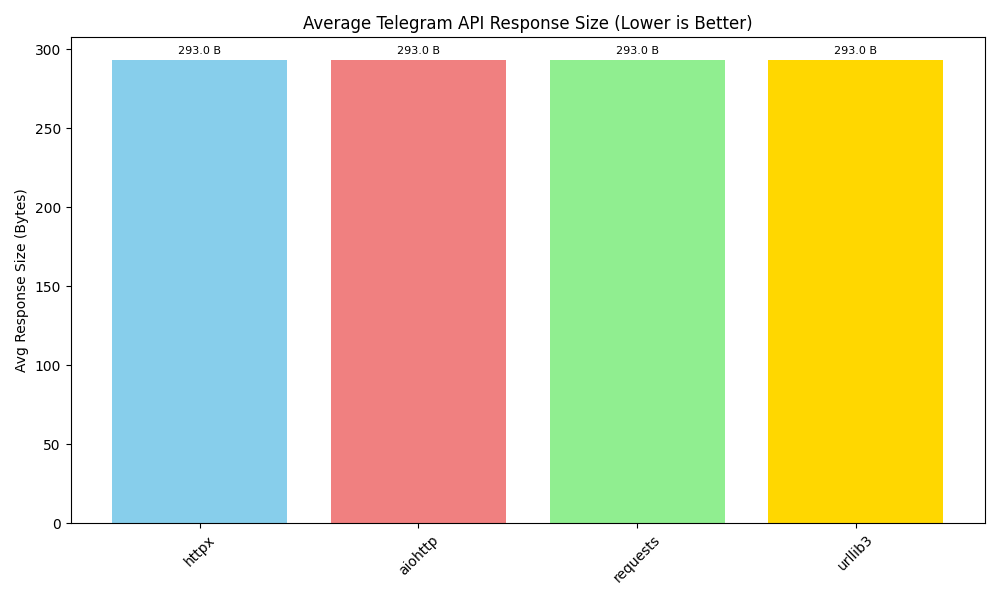 Average Telegram API Response Size (Lower is Better)
293.0 B
293.0 B
293.0 B
293.0 B
300
250
200
150
100
50
0
Avg Response Size (Bytes)
httpx
aiohttp
requests
urllib3